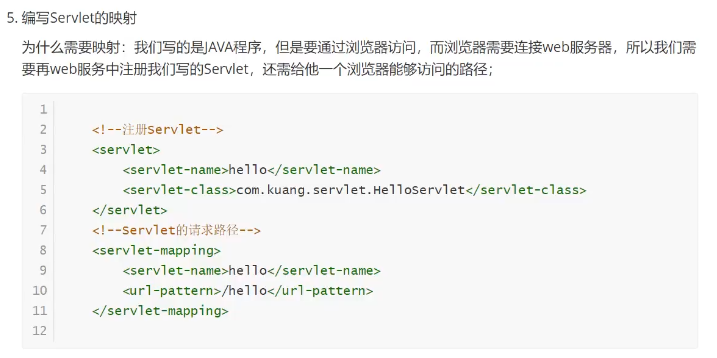 5. 编写Servlet的映射
为什么需要映射：我们写的是JAVA程序，但是要通过浏览器访问，而浏览器需要连接web服务器，所以我们需
要再web服务中注册我们写的Servlet，还需给他一个浏览器能够访问的路径；
1
2 <!--注册Servlet-->
3 <servlet>
4 <servlet-name>hello</servlet-name>
5 <servlet-class>com.kuang.servlet.HelloServlet</servlet-class>
6 </servlet>
7 <!--Servlet的请求路径-->
8 <servlet-mapping>
9 <servlet-name>hello</servlet-name>
10 <url-pattern>/hello</url-pattern>
11 </servlet-mapping>
12